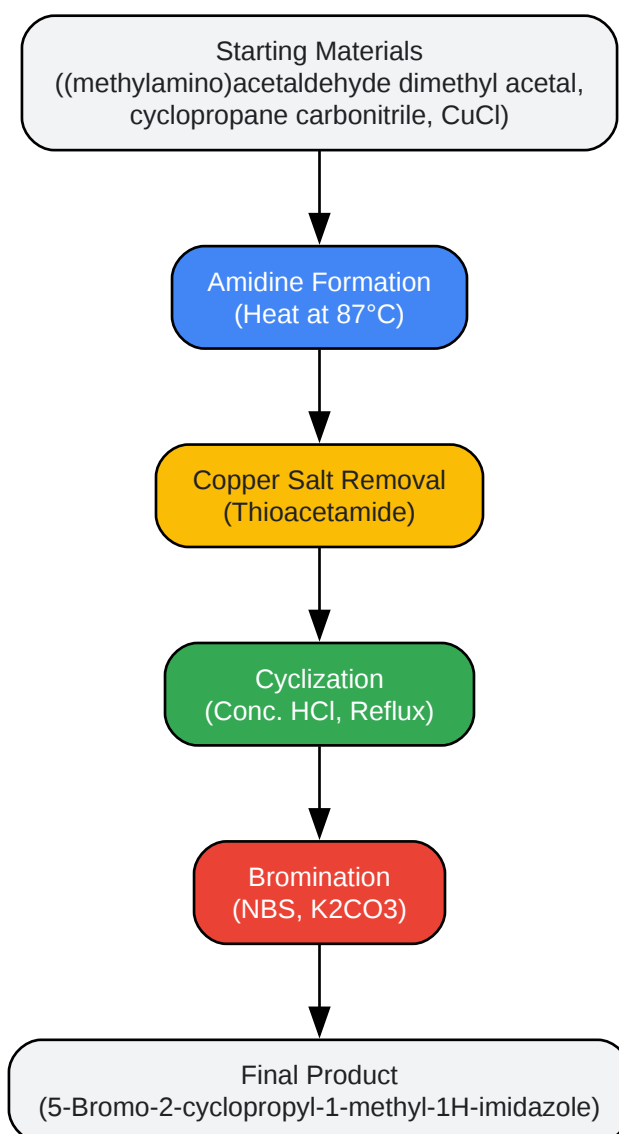 Starting Materials
((methylamino)acetaldehyde dimethyl acetal,
cyclopropane carbonitrile, CuCl)
Amidine Formation
(Heat at 87°C)
Copper Salt Removal
(Thioacetamide)
Cyclization
(Conc. HCl, Reflux)
Bromination
(NBS, K2CO3)
Final Product
(5-Bromo-2-cyclopropyl-1-methyl-1H-imidazole)